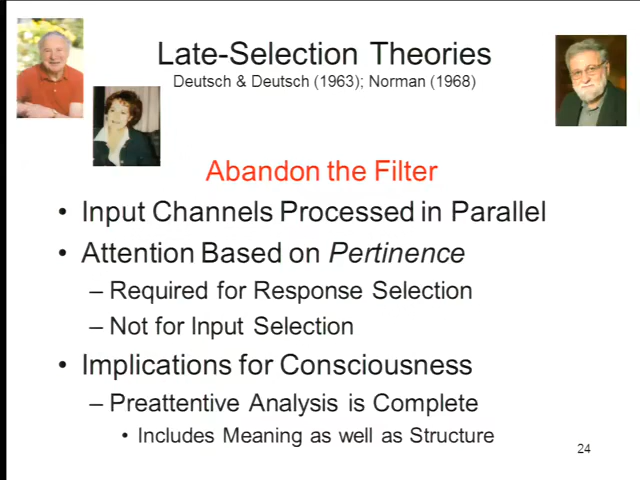 Late-Selection Theories
Deutsch & Deutsch (1963); Norman (1968)
Abandon the Filter
• Input Channels Processed in Parallel
• Attention Based on Pertinence
– Required for Response Selection
– Not for Input Selection
• Implications for Consciousness
– Preattentive Analysis is Complete
• Includes Meaning as well as Structure
24